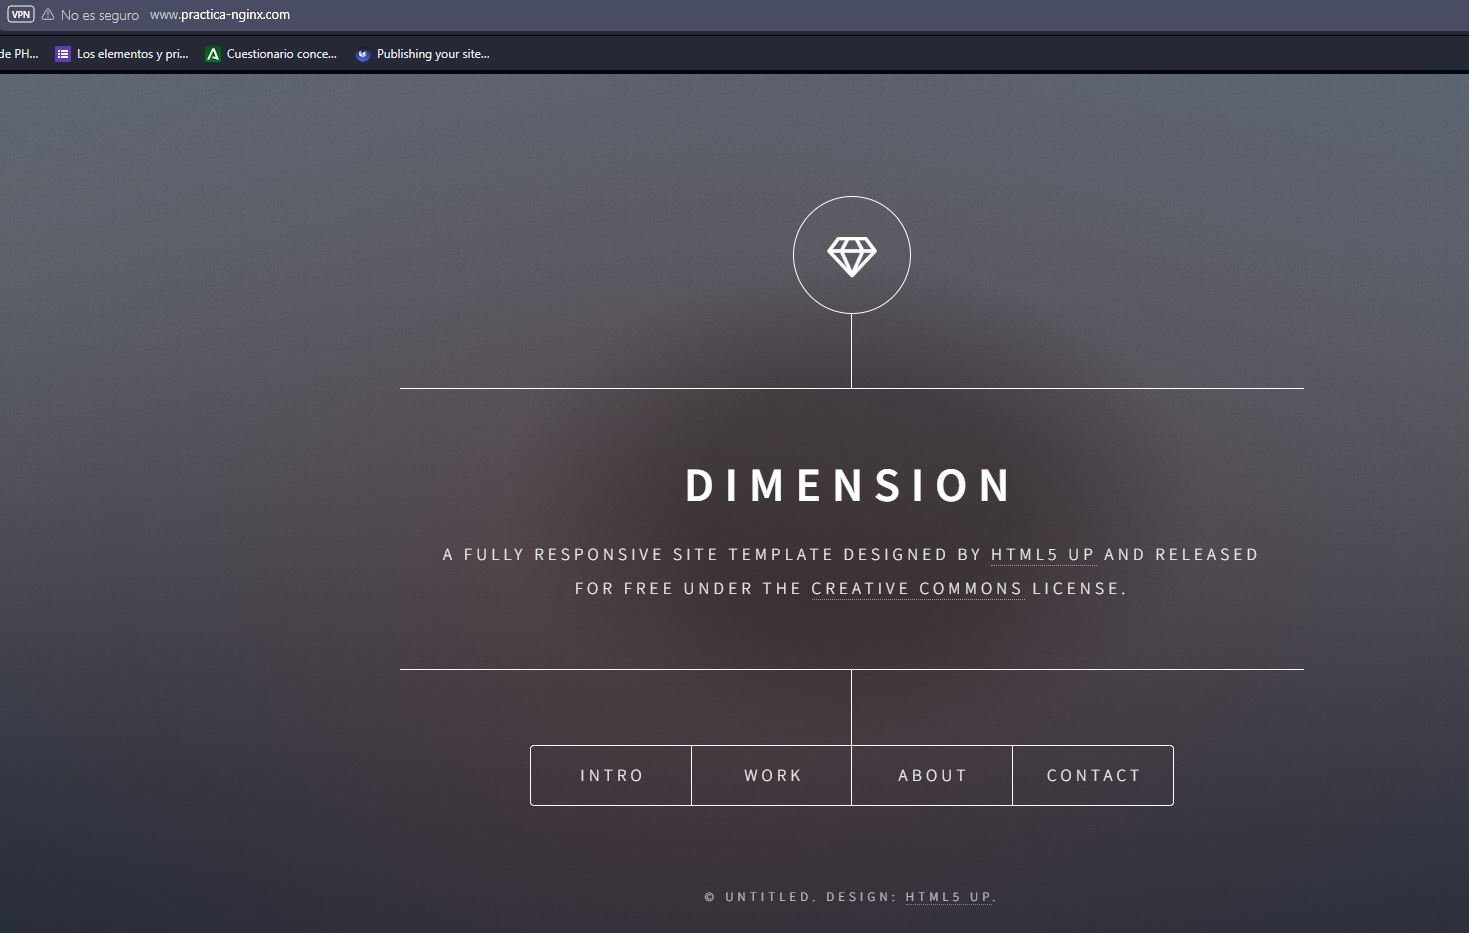 VPN No es seguro www.practica-nginx.com
de PH... Los elementos y pri... Cuestionario conce... Publishing your site...
DIMENSION
A FULLY RESPONSIVE SITE TEMPLATE DESIGNED BY HTML5 UP AND RELEASED
FOR FREE UNDER THE CREATIVE COMMONS LICENSE.
INTRO WORK ABOUT CONTACT
© UNTITLED. DESIGN: HTML5 UP.